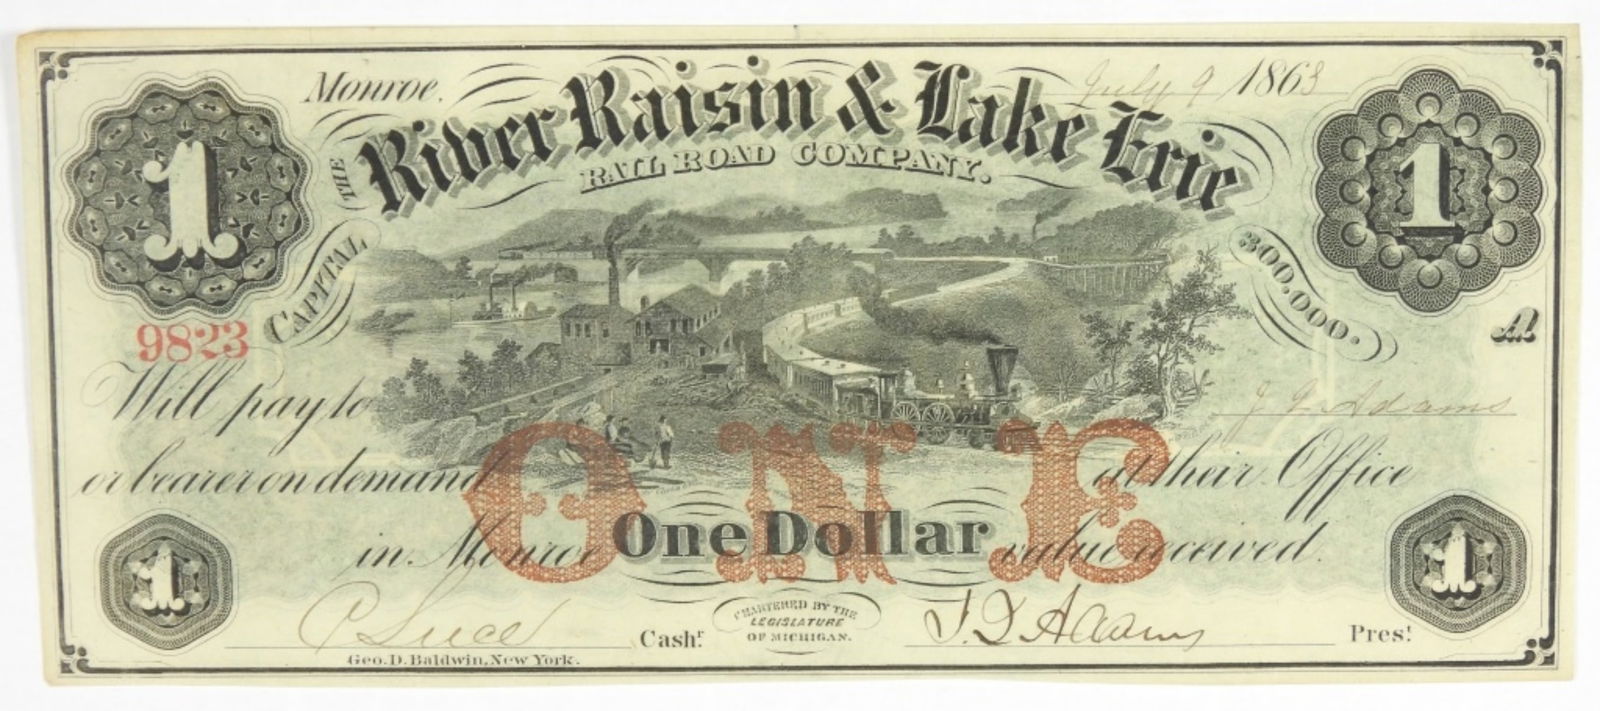 Monroe, July 9 1863
1
THE River Raisin & Lake Erie
1
RAIL ROAD COMPANY.
CAPITAL 300,000.
9823
A
Will pay to J Q Adams
or bearer on demand at their Office
ONE
in Monroe One Dollar value received.
1
1
CHARTERED BY THE
LEGISLATURE
OF MICHIGAN.
C Luce Cashr. J. Q Adams Pres!
Geo. D. Baldwin, New York.